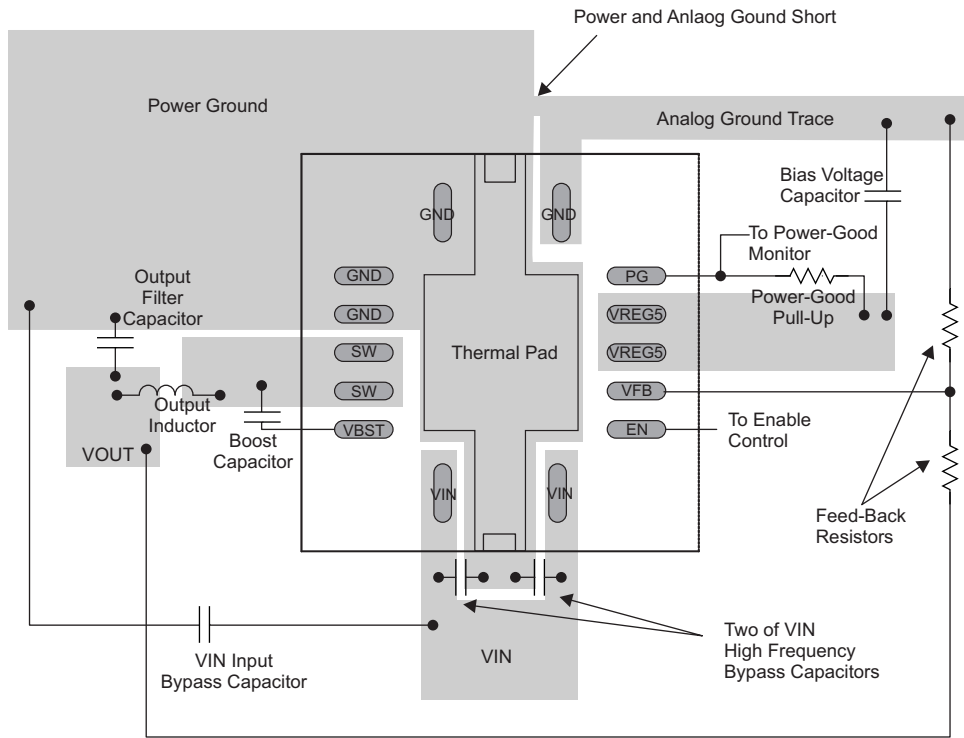 Power and Anlaog Gound Short
Power Ground
Analog Ground Trace
Bias Voltage
Capacitor
GND
GND
To Power-Good
Monitor
Output
Filter
Capacitor
GND
PG
GND
VREG5
Power-Good
Pull-Up
SW
Thermal Pad
VREG5
SW
VFB
Output
Inductor
VBST
EN
To Enable
Control
Boost
Capacitor
VOUT
VIN
VIN
Feed-Back
Resistors
Two of VIN
High Frequency
Bypass Capacitors
VIN
VIN Input
Bypass Capacitor